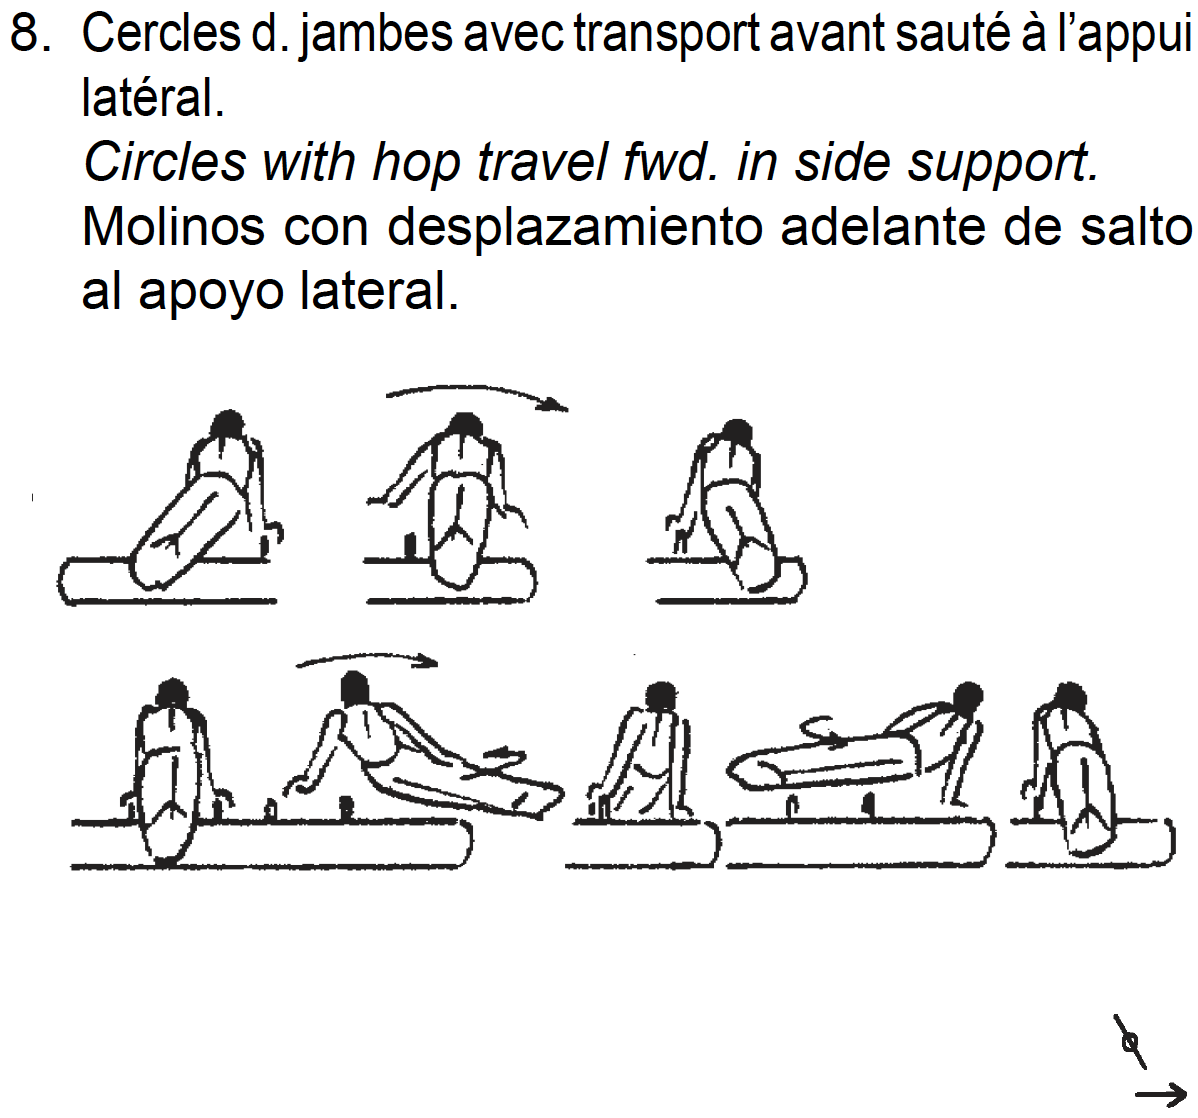 8. Cercles d. jambes avec transport avant sauté à l’appui
latéral.
Circles with hop travel fwd. in side support.
Molinos con desplazamiento adelante de salto
al apoyo lateral.